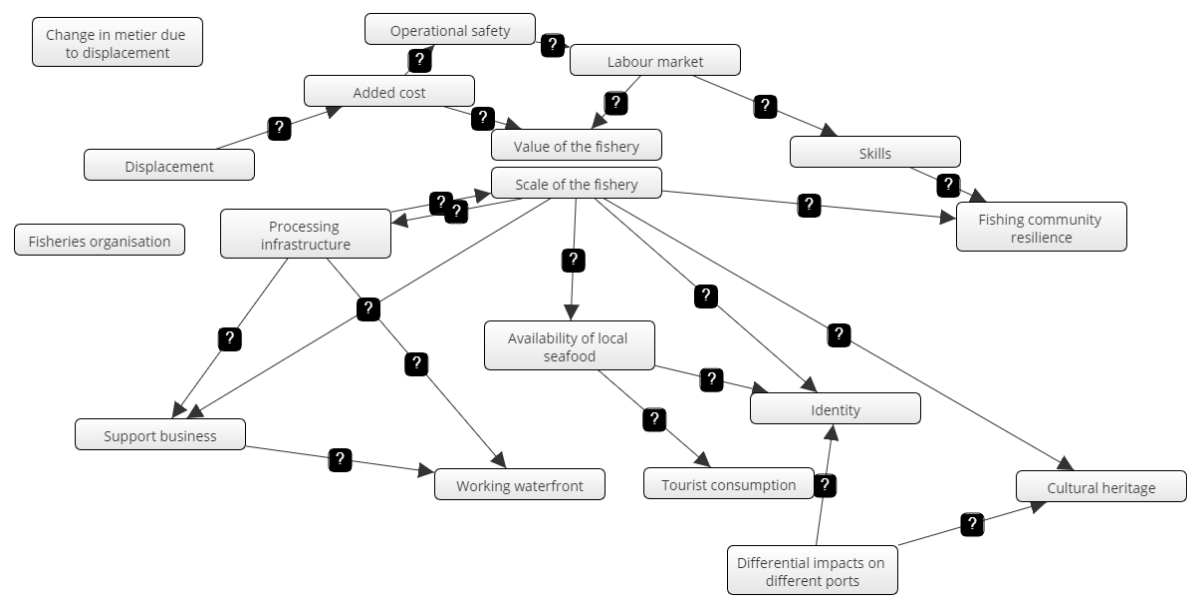 Change in metier due
to displacement
Operational safety
?
Labour market
?
Added cost
?
?
?
?
Value of the fishery
Displacement
Skills
Scale of the fishery
?
?
?
?
Processing
infrastructure
Fishing community
resilience
Fisheries organisation
?
?
?
?
?
Availability of local
seafood
?
?
?
Identity
Support business
?
?
Working waterfront
Tourist consumption
?
Cultural heritage
?
Differential impacts on
different ports